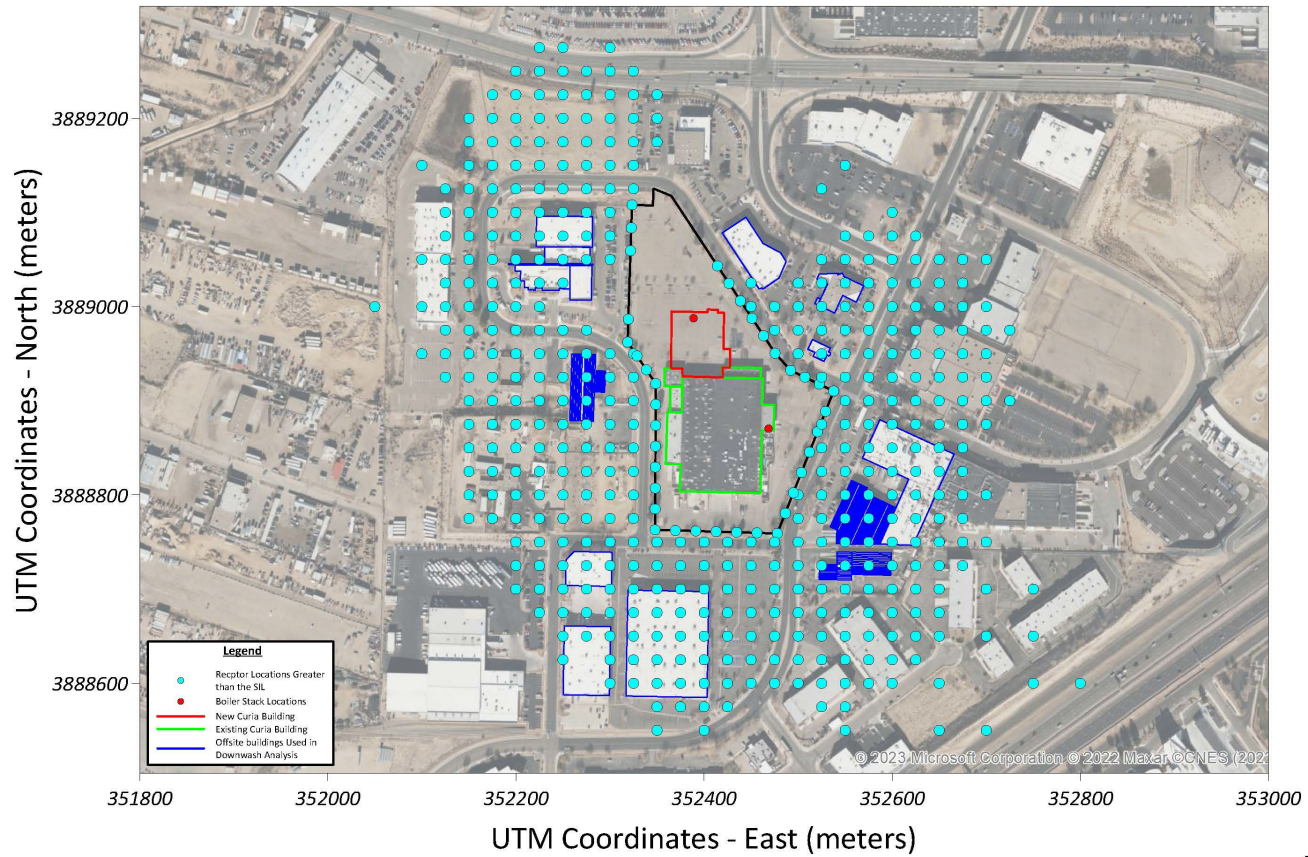 3889200
3889000
3888800
3888600
UTM Coordinates - North (meters)
Legend
Recptor Locations Greater
than the SIL
Boiler Stack Locations
New Curia Building
Existing Curia Building
Offsite buildings Used in
Downwash Analysis
© 2023 Microsoft Corporation © 2022 Maxar ©CNES (2022
351800 352000 352200 352400 352600 352800 353000
UTM Coordinates - East (meters)